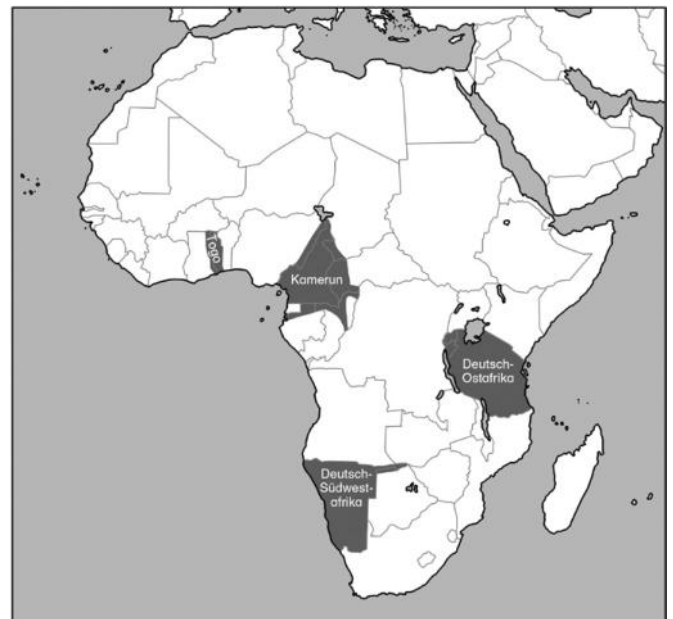 Togo
Kamerun
Deutsch-
Ostafrika
Deutsch-
Südwest-
afrika